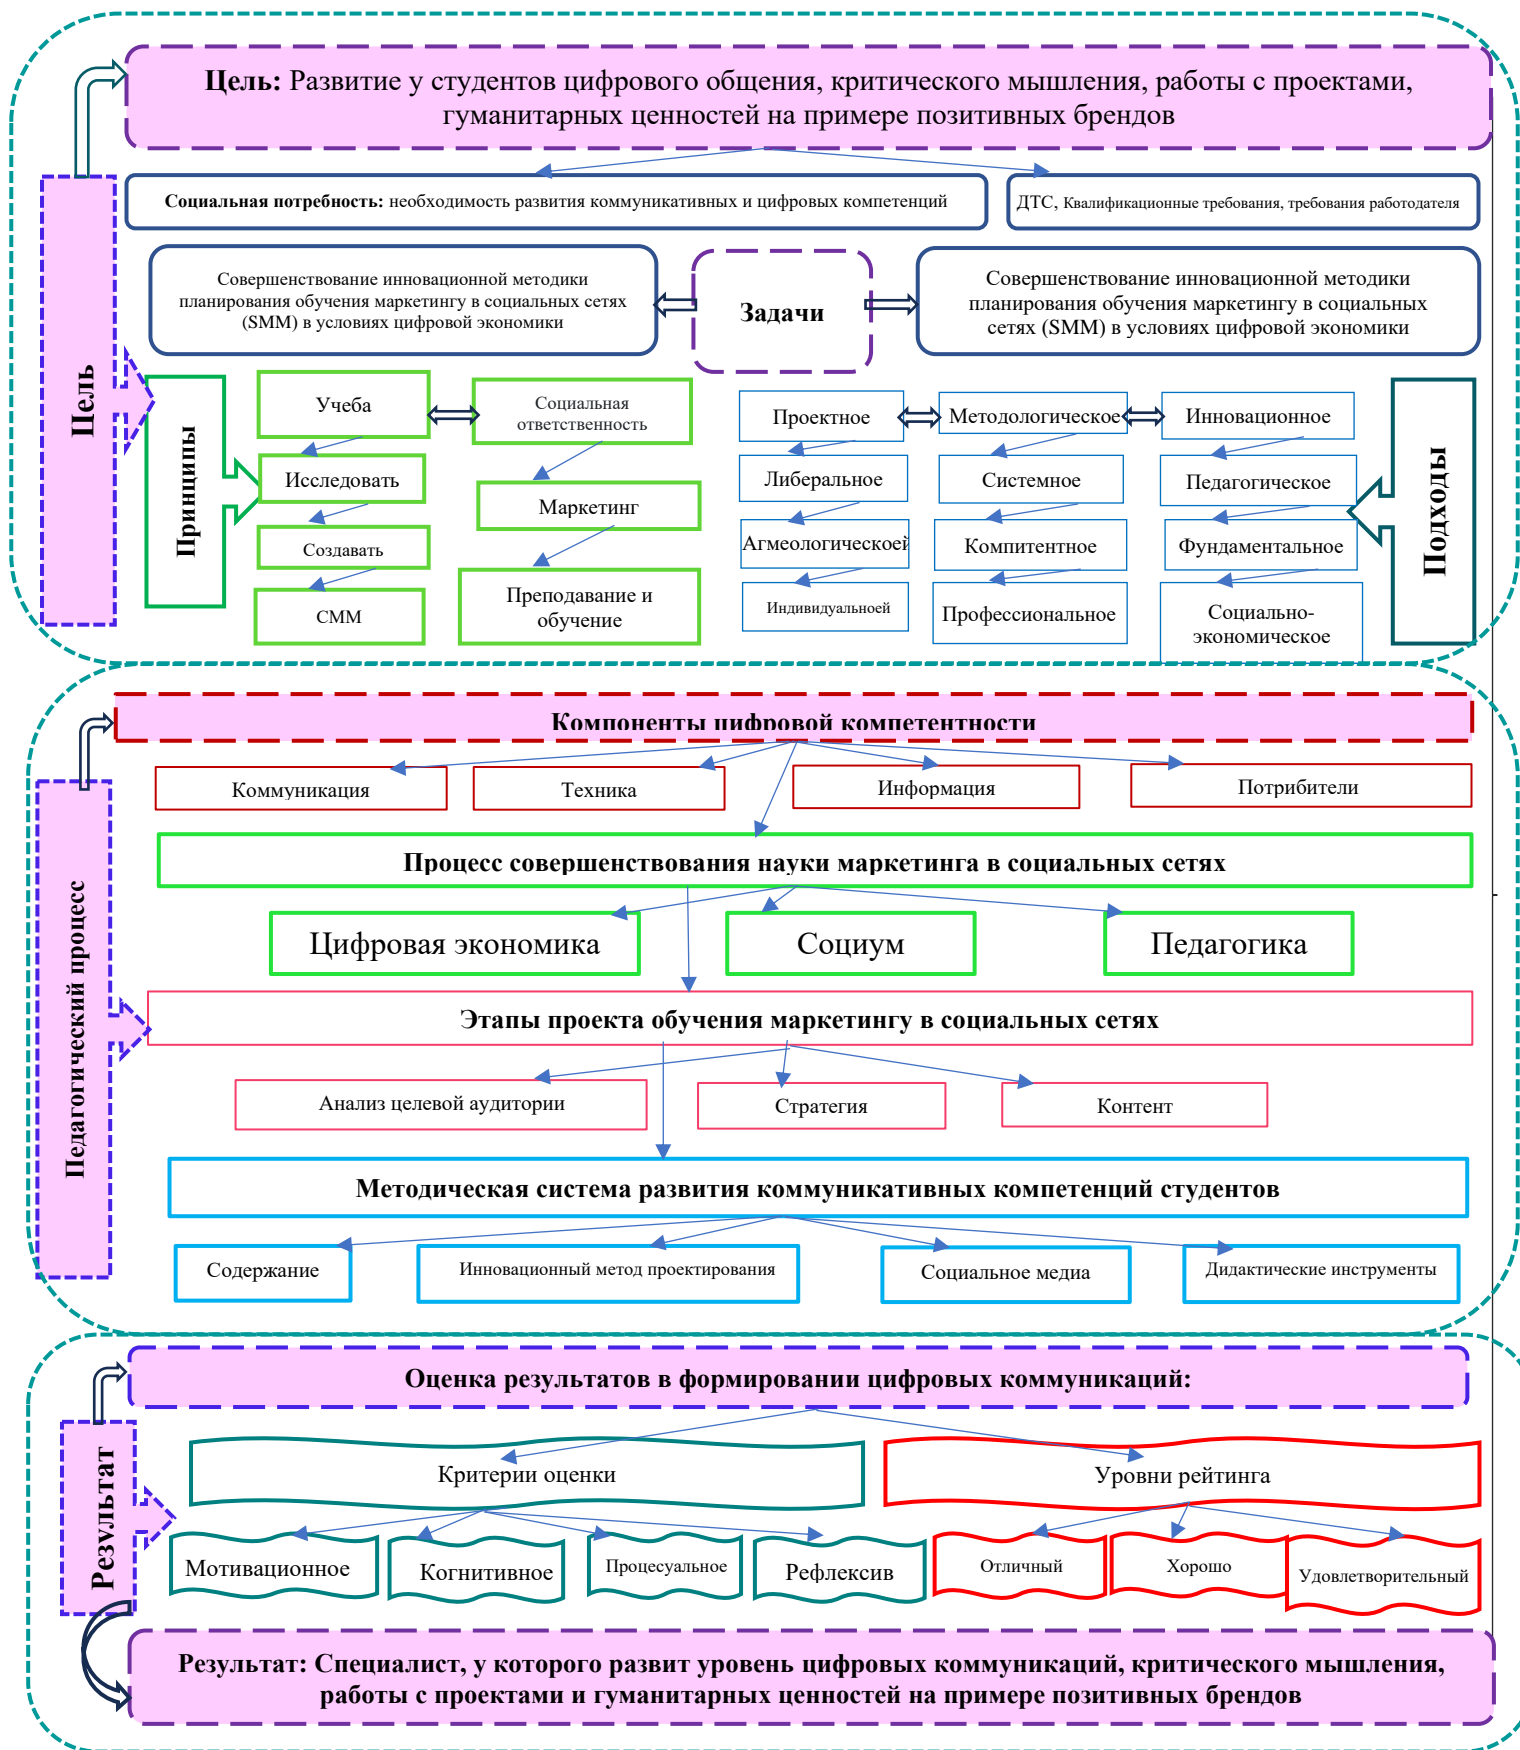 Цель: Развитие у студентов цифрового общения, критического мышления, работы с проектами,
гуманитарных ценностей на примере позитивных брендов
Социальная потребность: необходимость развития коммуникативных и цифровых компетенций
ДТС, Квалификационные требования, требования работодателя
Цель
Совершенствование инновационной методики
планирования обучения маркетингу в социальных сетях
(SMM) в условиях цифровой экономики
Задачи
Совершенствование инновационной методики
планирования обучения маркетингу в социальных
сетях (SMM) в условиях цифровой экономики
Принципы
Учеба
Исследовать
Создавать
СММ
Социальная
ответственность
Маркетинг
Преподавание и
обучение
Проектное
Либеральное
Агмеологическоей
Индивидуальноей
Методологическое
Системное
Компитентное
Профессиональное
Инновационное
Педагогическое
Фундаментальное
Социально-
экономическое
Подходы
Педагогический процесс
Компоненты цифровой компетентности
Коммуникация
Техника
Информация
Потрибители
Процесс совершенствования науки маркетинга в социальных сетях
Цифровая экономика
Социум
Педагогика
Этапы проекта обучения маркетингу в социальных сетях
Анализ целевой аудитории
Стратегия
Контент
Методическая система развития коммуникативных компетенций студентов
Содержание
Инновационный метод проектирования
Социальное медиа
Дидактические инструменты
Результат
Оценка результатов в формировании цифровых коммуникаций:
Критерии оценки
Уровни рейтинга
Мотивационное
Когнитивное
Процесуальное
Рефлексив
Отличный
Хорошо
Удовлетворительный
Результат: Специалист, у которого развит уровень цифровых коммуникаций, критического мышления,
работы с проектами и гуманитарных ценностей на примере позитивных брендов